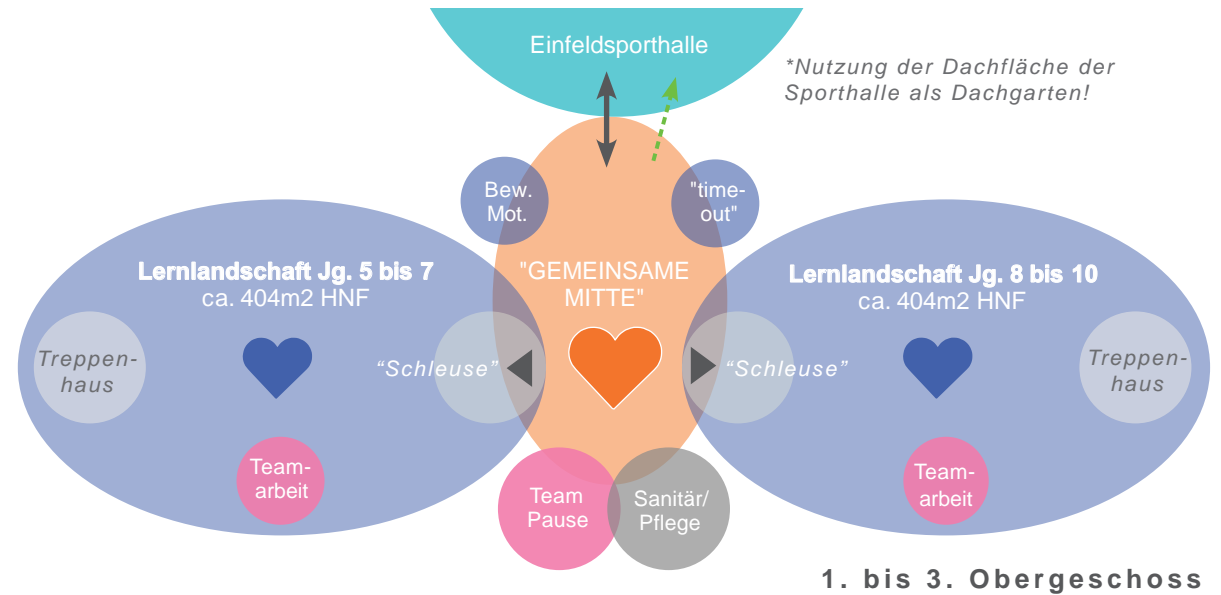 Einfeldsporthalle
*Nutzung der Dachfläche der
Sporthalle als Dachgarten!
Bew.
Mot.
"time-
out"
Lernlandschaft Jg. 5 bis 7
ca. 404m2 HNF
"GEMEINSAME
MITTE"
Lernlandschaft Jg. 8 bis 10
ca. 404m2 HNF
Treppen-
haus
“Schleuse”
“Schleuse”
Treppen-
haus
Team-
arbeit
Team
Pause
Sanitär/
Pflege
Team-
arbeit
1. bis 3. Obergeschoss